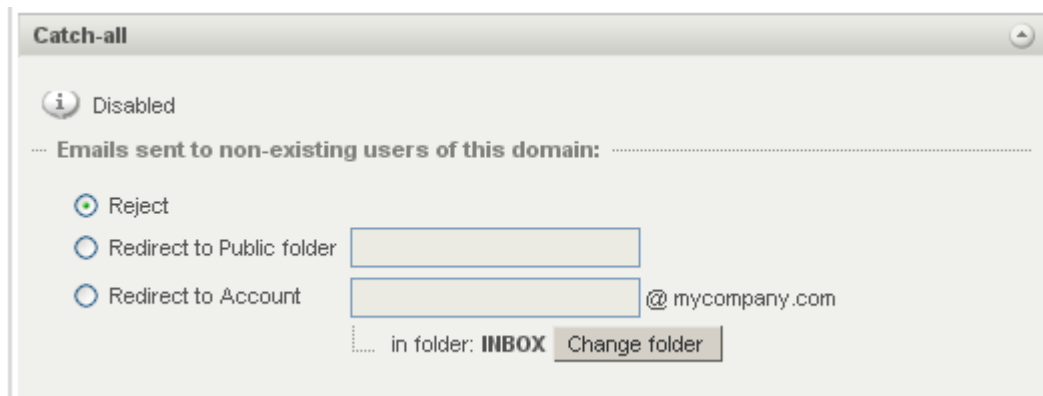 Catch-all
Disabled
Emails sent to non-existing users of this domain:
Reject
Redirect to Public folder
Redirect to Account @ mycompany.com
in folder: INBOX Change folder